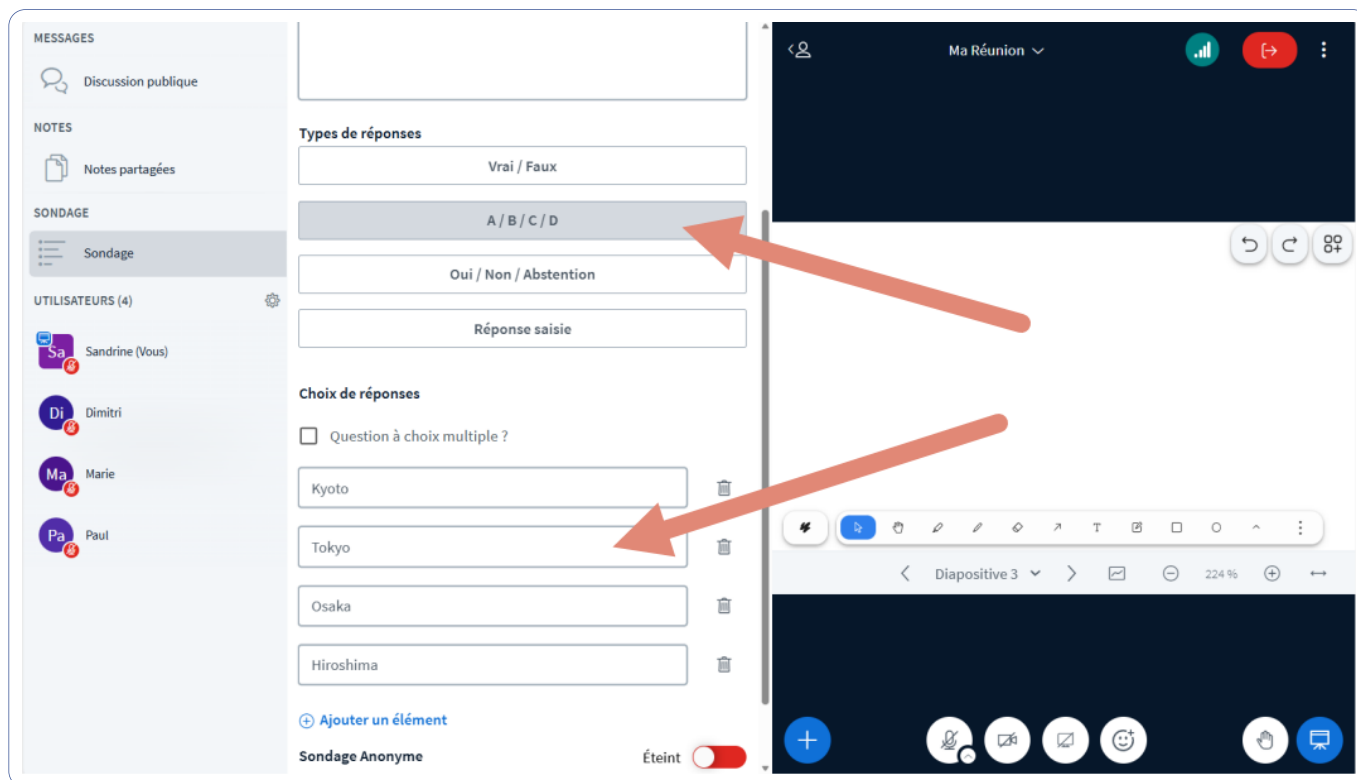 MESSAGES
Discussion publique
NOTES
Notes partagées
SONDAGE
Sondage
UTILISATEURS (4)
Sa
Sandrine (Vous)
Di
Dimitri
Ma
Marie
Pa
Paul
Types de réponses
Vrai / Faux
A / B / C / D
Oui / Non / Abstention
Réponse saisie
Choix de réponses
Question à choix multiple ?
Kyoto
Tokyo
Osaka
Hiroshima
Ajouter un élément
Sondage Anonyme
Éteint
Ma Réunion
T
Diapositive 3
224 %